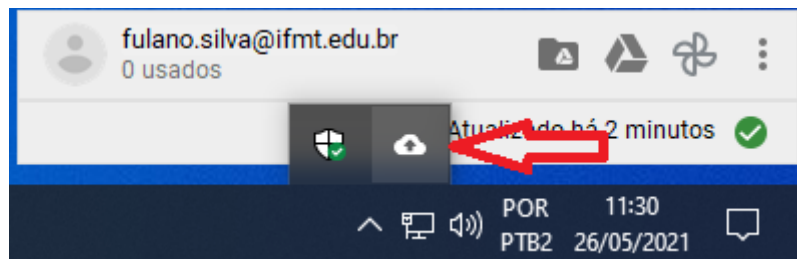 fulano.silva@ifmt.edu.br
0 usados
Atualizado há 2 minutos
POR 11:30
PTB2 26/05/2021